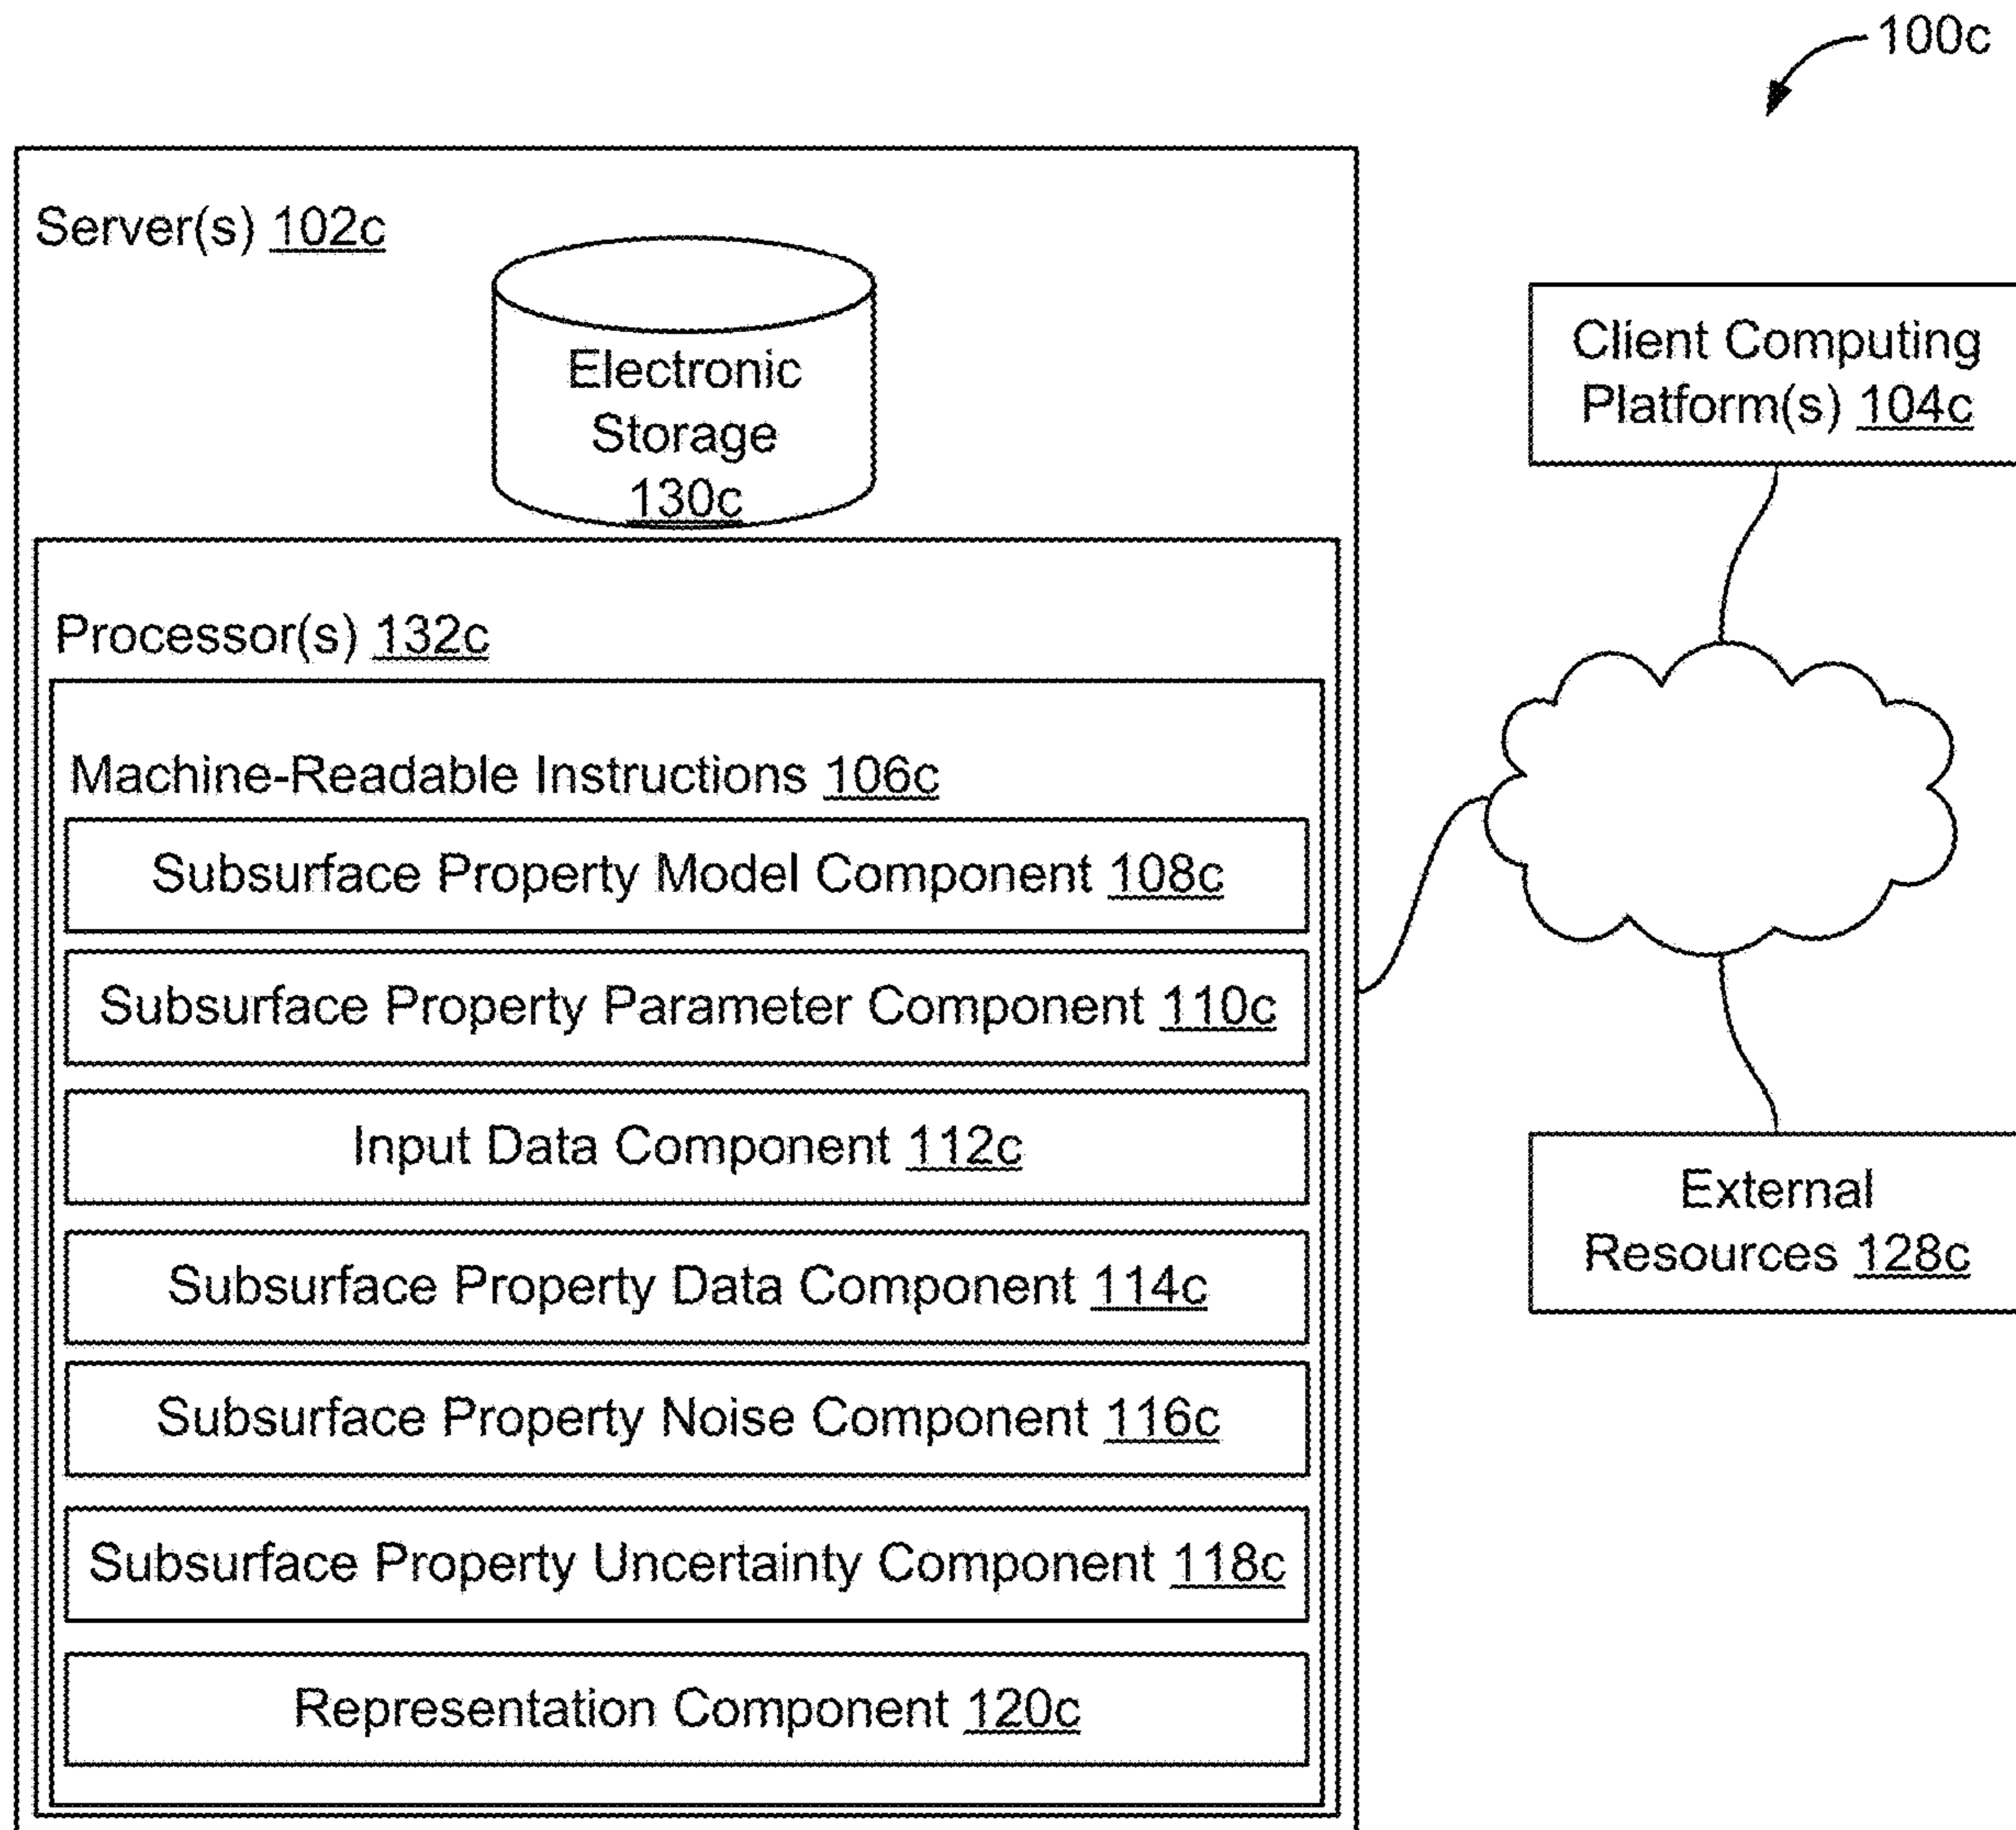 100c
Server(s) 102c
Electronic
Storage
130c
Processor(s) 132c
Machine-Readable Instructions 106c
Subsurface Property Model Component 108c
Subsurface Property Parameter Component 110c
Input Data Component 112c
Subsurface Property Data Component 114c
Subsurface Property Noise Component 116c
Subsurface Property Uncertainty Component 118c
Representation Component 120c
Client Computing
Platform(s) 104c
External
Resources 128c